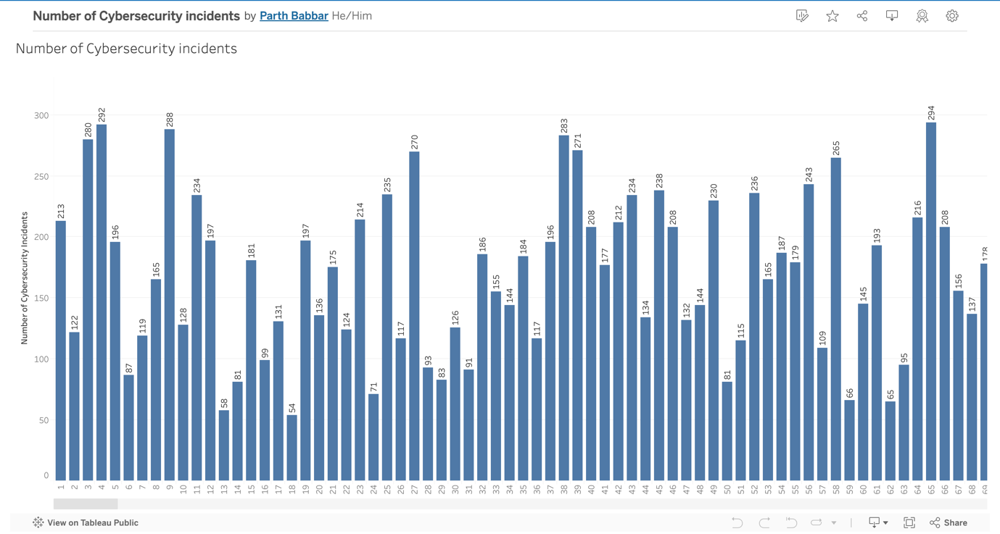 Number of Cybersecurity incidents by Parth Babbar He/Him
Number of Cybersecurity incidents
Number of Cybersecurity Incidents
300
250
200
150
100
50
0
213 122 280 292 196 87 119 165 288 128 234 197 58 81 181 99 131 54 197 136 175 124 214 71 235 117 270 93 83 126 91 186 155 144 184 117 196 283 271 208 177 212 234 134 238 208 132 144 230 81 115 236 165 187 179 243 109 265 66 145 193 65 95 216 294 208 156 137 178
1 2 3 4 5 6 7 8 9 10 11 12 13 14 15 16 17 18 19 20 21 22 23 24 25 26 27 28 29 30 31 32 33 34 35 36 37 38 39 40 41 42 43 44 45 46 47 48 49 50 51 52 53 54 55 56 57 58 59 60 61 62 63 64 65 66 67 68 69
View on Tableau Public
Share